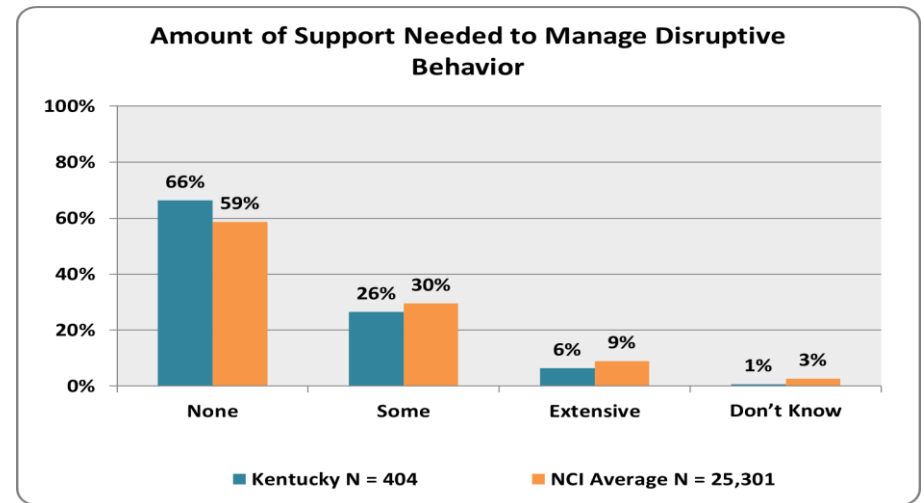 Amount of Support Needed to Manage Disruptive
Behavior
100%
80%
60%
40%
20%
0%
66%
59%
26%
30%
6%
9%
1%
3%
None
Some
Extensive
Don’t Know
Kentucky N = 404
NCI Average N = 25,301